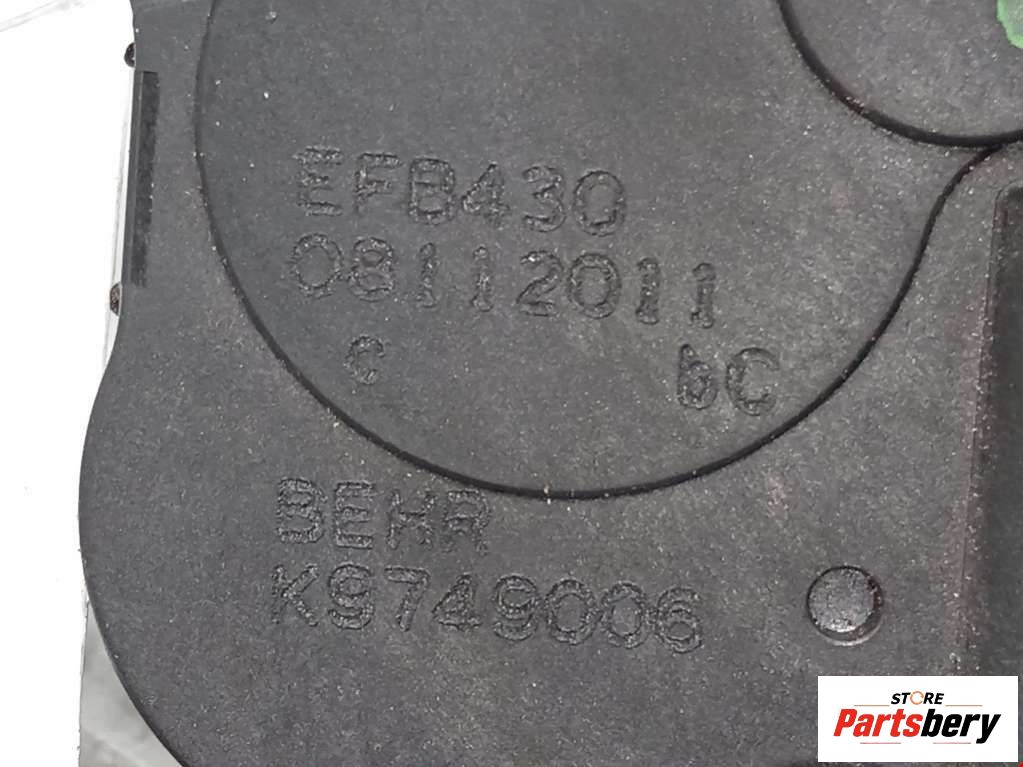 EFB430
08112011
c bC
BEHR
K9749006
STORE
Partsbery